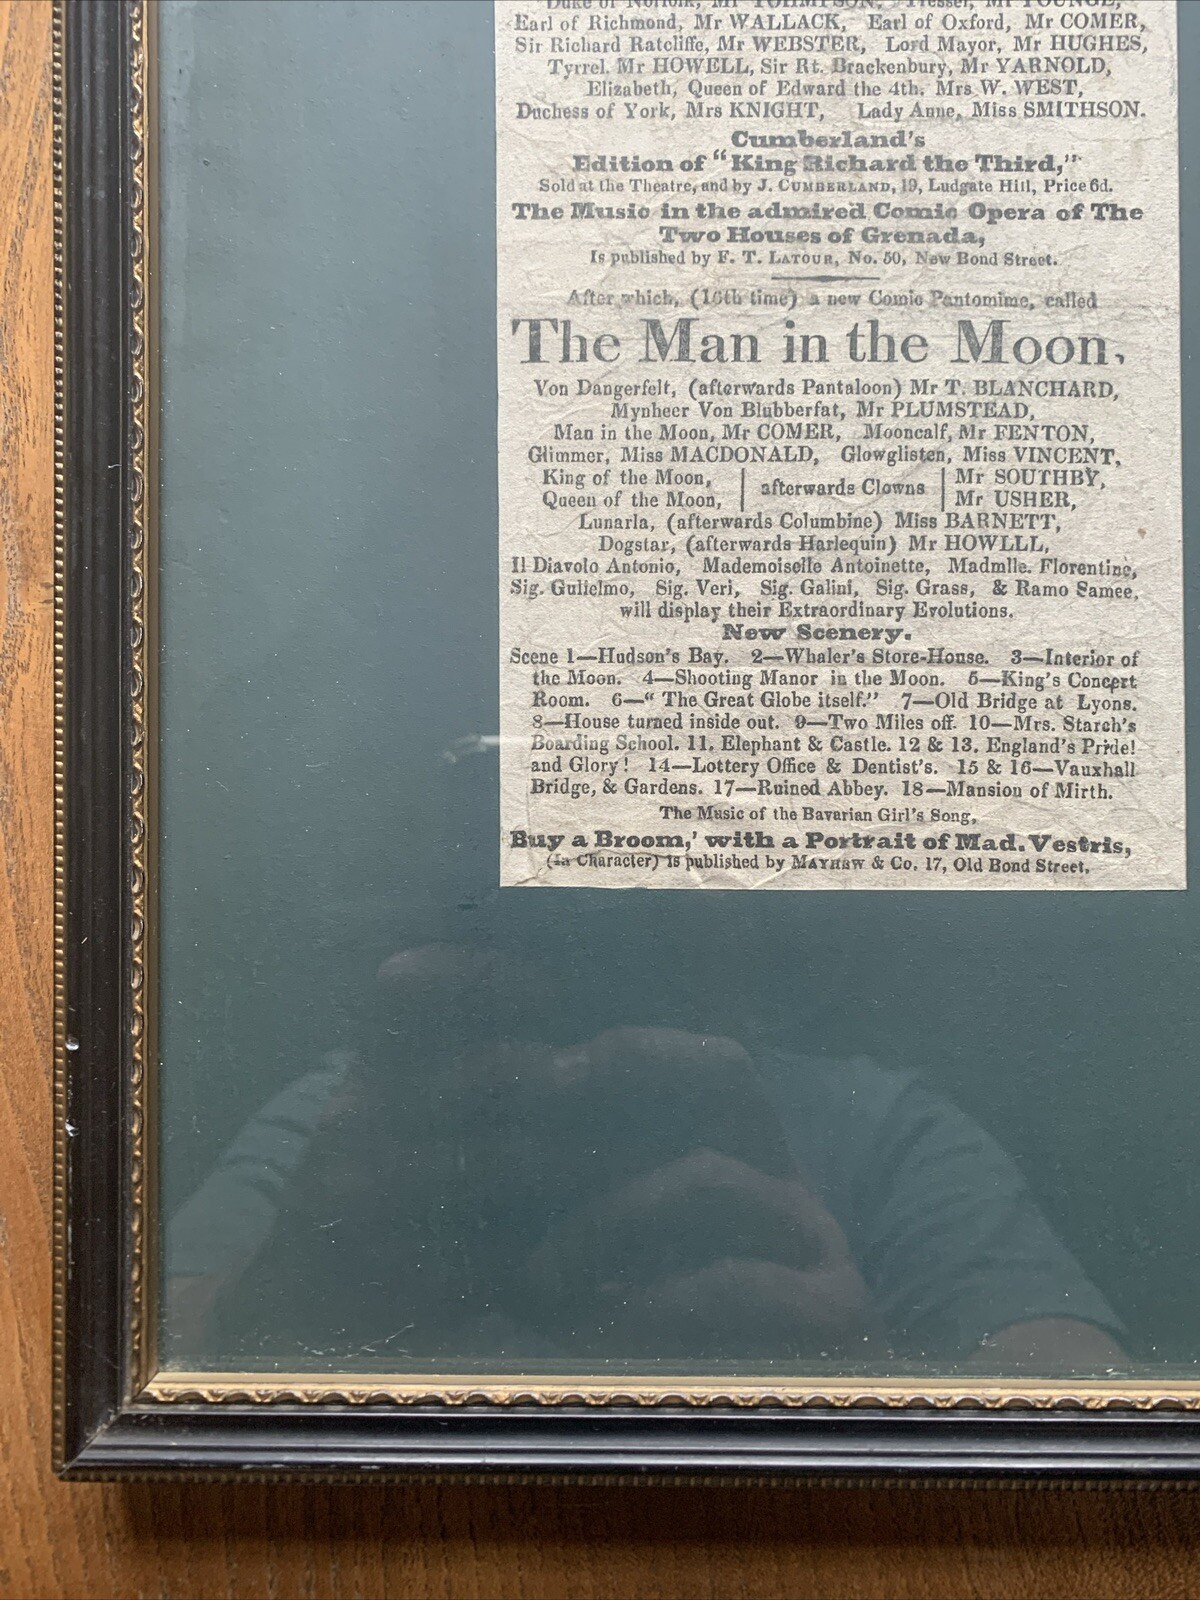 Duke of Norfolk, Mr TOHMPSON, Tressel, Mr YOUNGE,
Earl of Richmond, Mr WALLACK, Earl of Oxford, Mr COMER,
Sir Richard Ratcliffe, Mr WEBSTER, Lord Mayor, Mr HUGHES,
Tyrrel, Mr HOWELL, Sir Rt. Brackenbury, Mr YARNOLD,
Elizabeth, Queen of Edward the 4th. Mrs W. WEST,
Duchess of York, Mrs KNIGHT, Lady Anne, Miss SMITHSON.
Cumberland's
Edition of "King Richard the Third,"
Sold at the Theatre, and by J. CUMBERLAND, 19, Ludgate Hill, Price 6d.
The Music in the admired Comic Opera of The
Two Houses of Grenada,
Is published by F. T. LATOUR, No. 50, New Bond Street.
After which, (16th time) a new Comic Pantomime, called
The Man in the Moon,
Von Dangerfelt, (afterwards Pantaloon) Mr T. BLANCHARD,
Mynheer Von Blubberfat, Mr PLUMSTEAD,
Man in the Moon, Mr COMER, Mooncalf, Mr FENTON,
Glimmer, Miss MACDONALD, Glowglisten, Miss VINCENT,
King of the Moon, | afterwards Clowns | Mr SOUTHBY,
Queen of the Moon, | | Mr USHER,
Lunarla, (afterwards Columbine) Miss BARNETT,
Dogstar, (afterwards Harlequin) Mr HOWLLL,
Il Diavolo Antonio, Mademoiselle Antoinette, Madmlle. Florentine,
Sig. Gulielmo, Sig. Veri, Sig. Galini, Sig. Grass, & Ramo Samee,
will display their Extraordinary Evolutions.
New Scenery.
Scene 1—Hudson's Bay. 2—Whaler's Store-House. 3—Interior of
the Moon. 4—Shooting Manor in the Moon. 5—King's Concert
Room. 6—" The Great Globe itself." 7—Old Bridge at Lyons.
8—House turned inside out. 9—Two Miles off. 10—Mrs. Starch's
Boarding School. 11. Elephant & Castle. 12 & 13. England's Pride!
and Glory! 14—Lottery Office & Dentist's. 15 & 16—Vauxhall
Bridge, & Gardens. 17—Ruined Abbey. 18—Mansion of Mirth.
The Music of the Bavarian Girl's Song,
'Buy a Broom,' with a Portrait of Mad. Vestris,
(In Character) is published by MAYHEW & Co. 17, Old Bond Street.